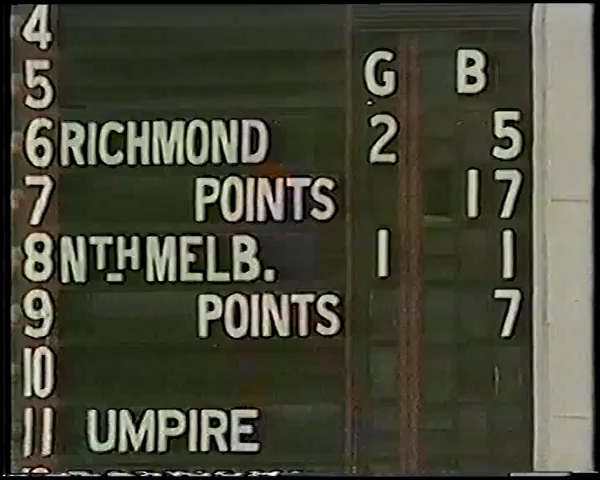 4
5 G B
6 RICHMOND 2 5
7 POINTS 17
8 NTH MELB. 1 1
9 POINTS 7
10
11 UMPIRE